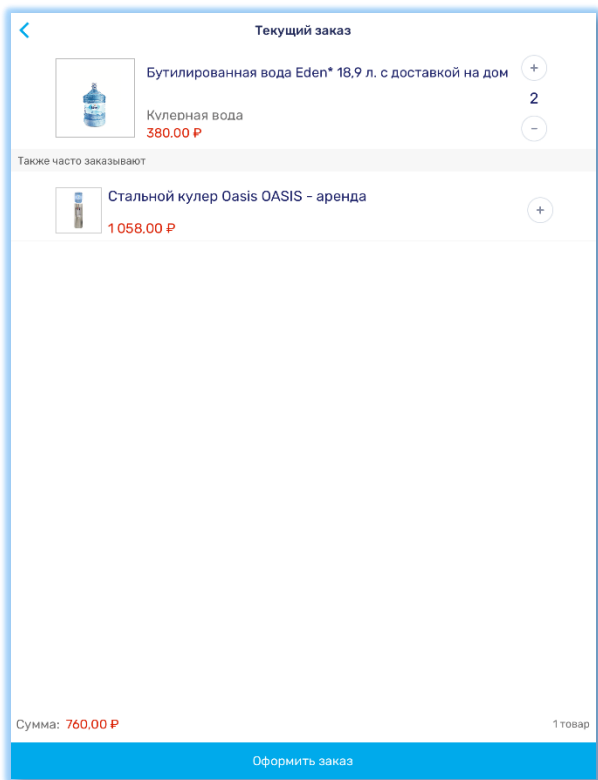 Текущий заказ
Бутилированная вода Eden* 18,9 л. с доставкой на дом
+
2
Кулерная вода
380.00 ₽
-
Также часто заказывают
Стальной кулер Oasis OASIS - аренда
+
1 058,00 ₽
Сумма: 760,00 ₽
1 товар
Оформить заказ